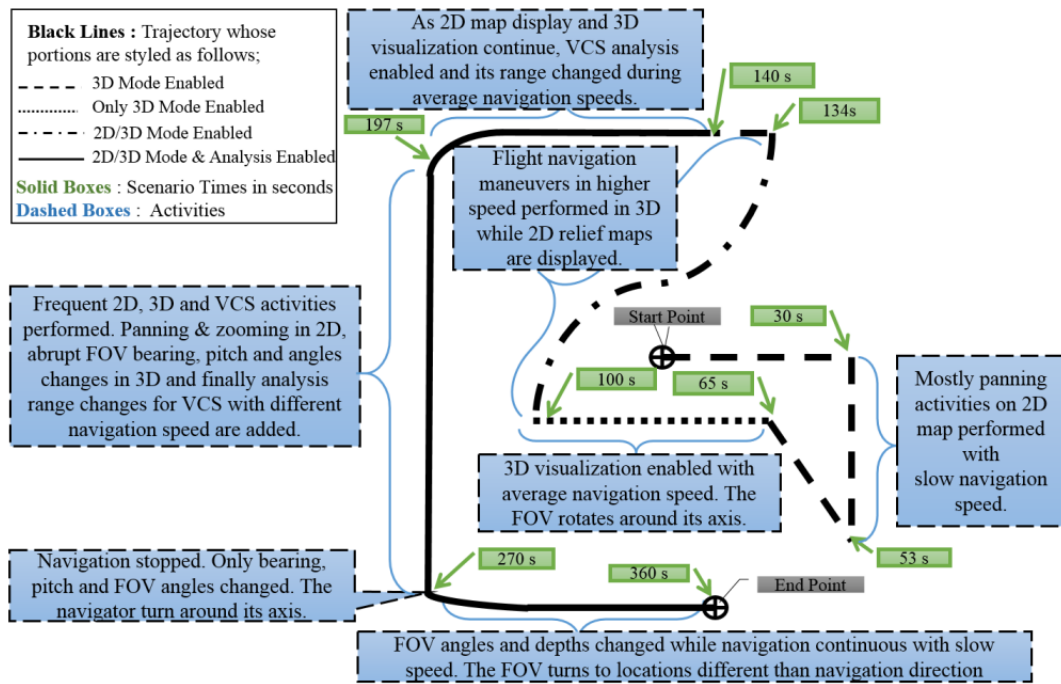 Black Lines : Trajectory whose
portions are styled as follows;
3D Mode Enabled
Only 3D Mode Enabled
2D/3D Mode Enabled
2D/3D Mode & Analysis Enabled
Solid Boxes : Scenario Times in seconds
Dashed Boxes : Activities
As 2D map display and 3D
visualization continue, VCS analysis
enabled and its range changed during
average navigation speeds.
140 s
134s
197 s
Flight navigation
maneuvers in higher
speed performed in 3D
while 2D relief maps
are displayed.
Frequent 2D, 3D and VCS activities
performed. Panning & zooming in 2D,
abrupt FOV bearing, pitch and angles
changes in 3D and finally analysis
range changes for VCS with different
navigation speed are added.
Start Point
30 s
100 s
65 s
Mostly panning
activities on 2D
map performed
with
slow navigation
speed.
3D visualization enabled with
average navigation speed. The
FOV rotates around its axis.
53 s
Navigation stopped. Only bearing,
pitch and FOV angles changed. The
navigator turn around its axis.
270 s
360 s
End Point
FOV angles and depths changed while navigation continuous with slow
speed. The FOV turns to locations different than navigation direction